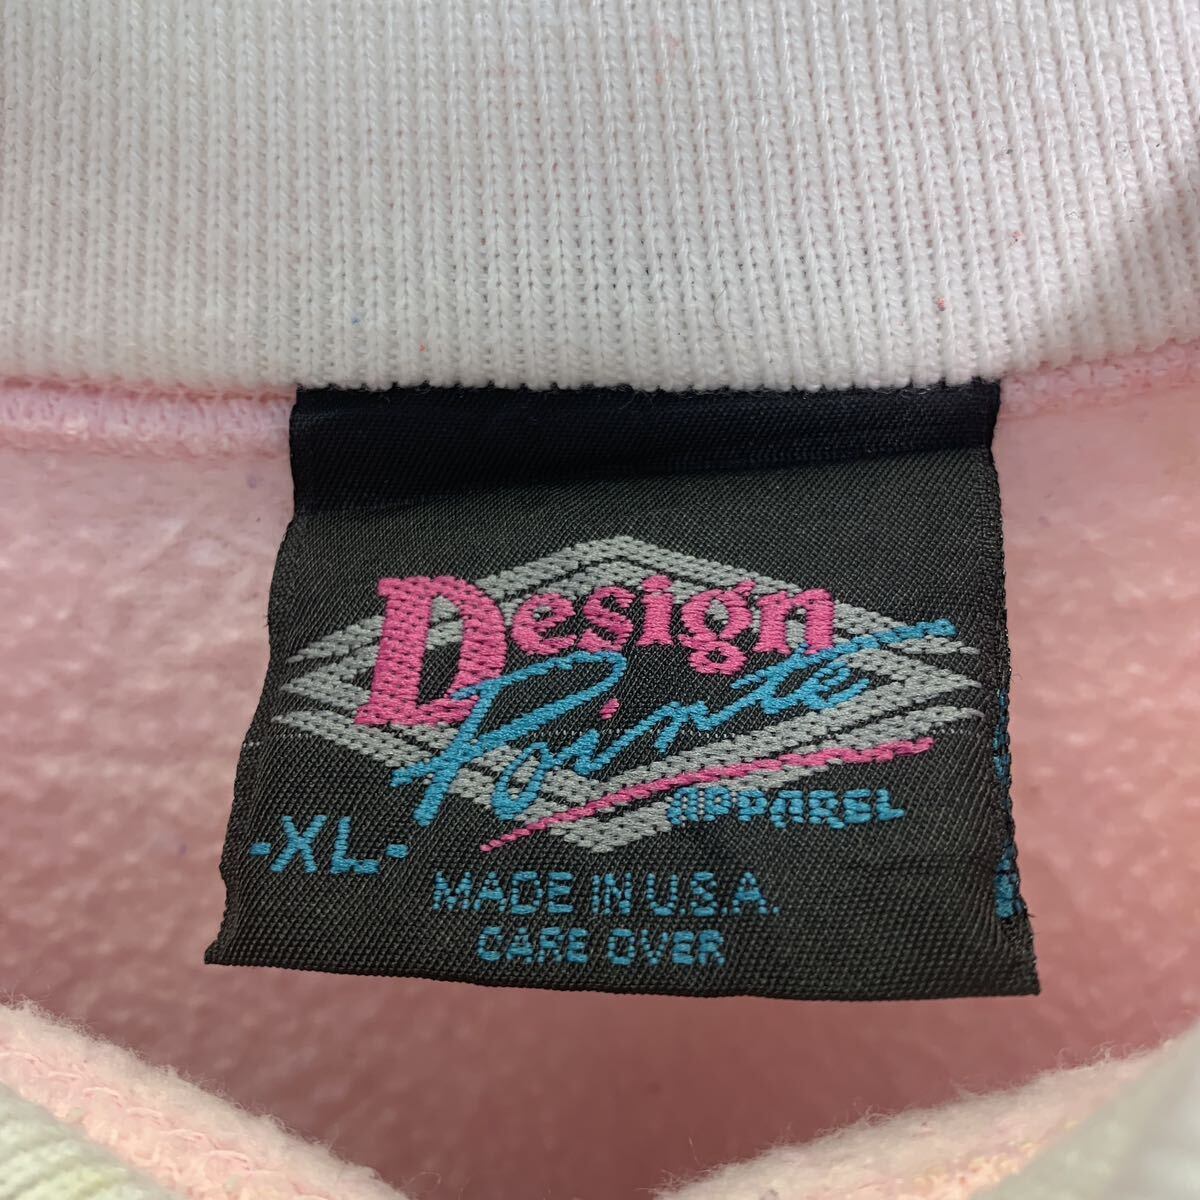 Design
Pointe
APPAREL
-XL-
MADE IN U.S.A.
CARE OVER